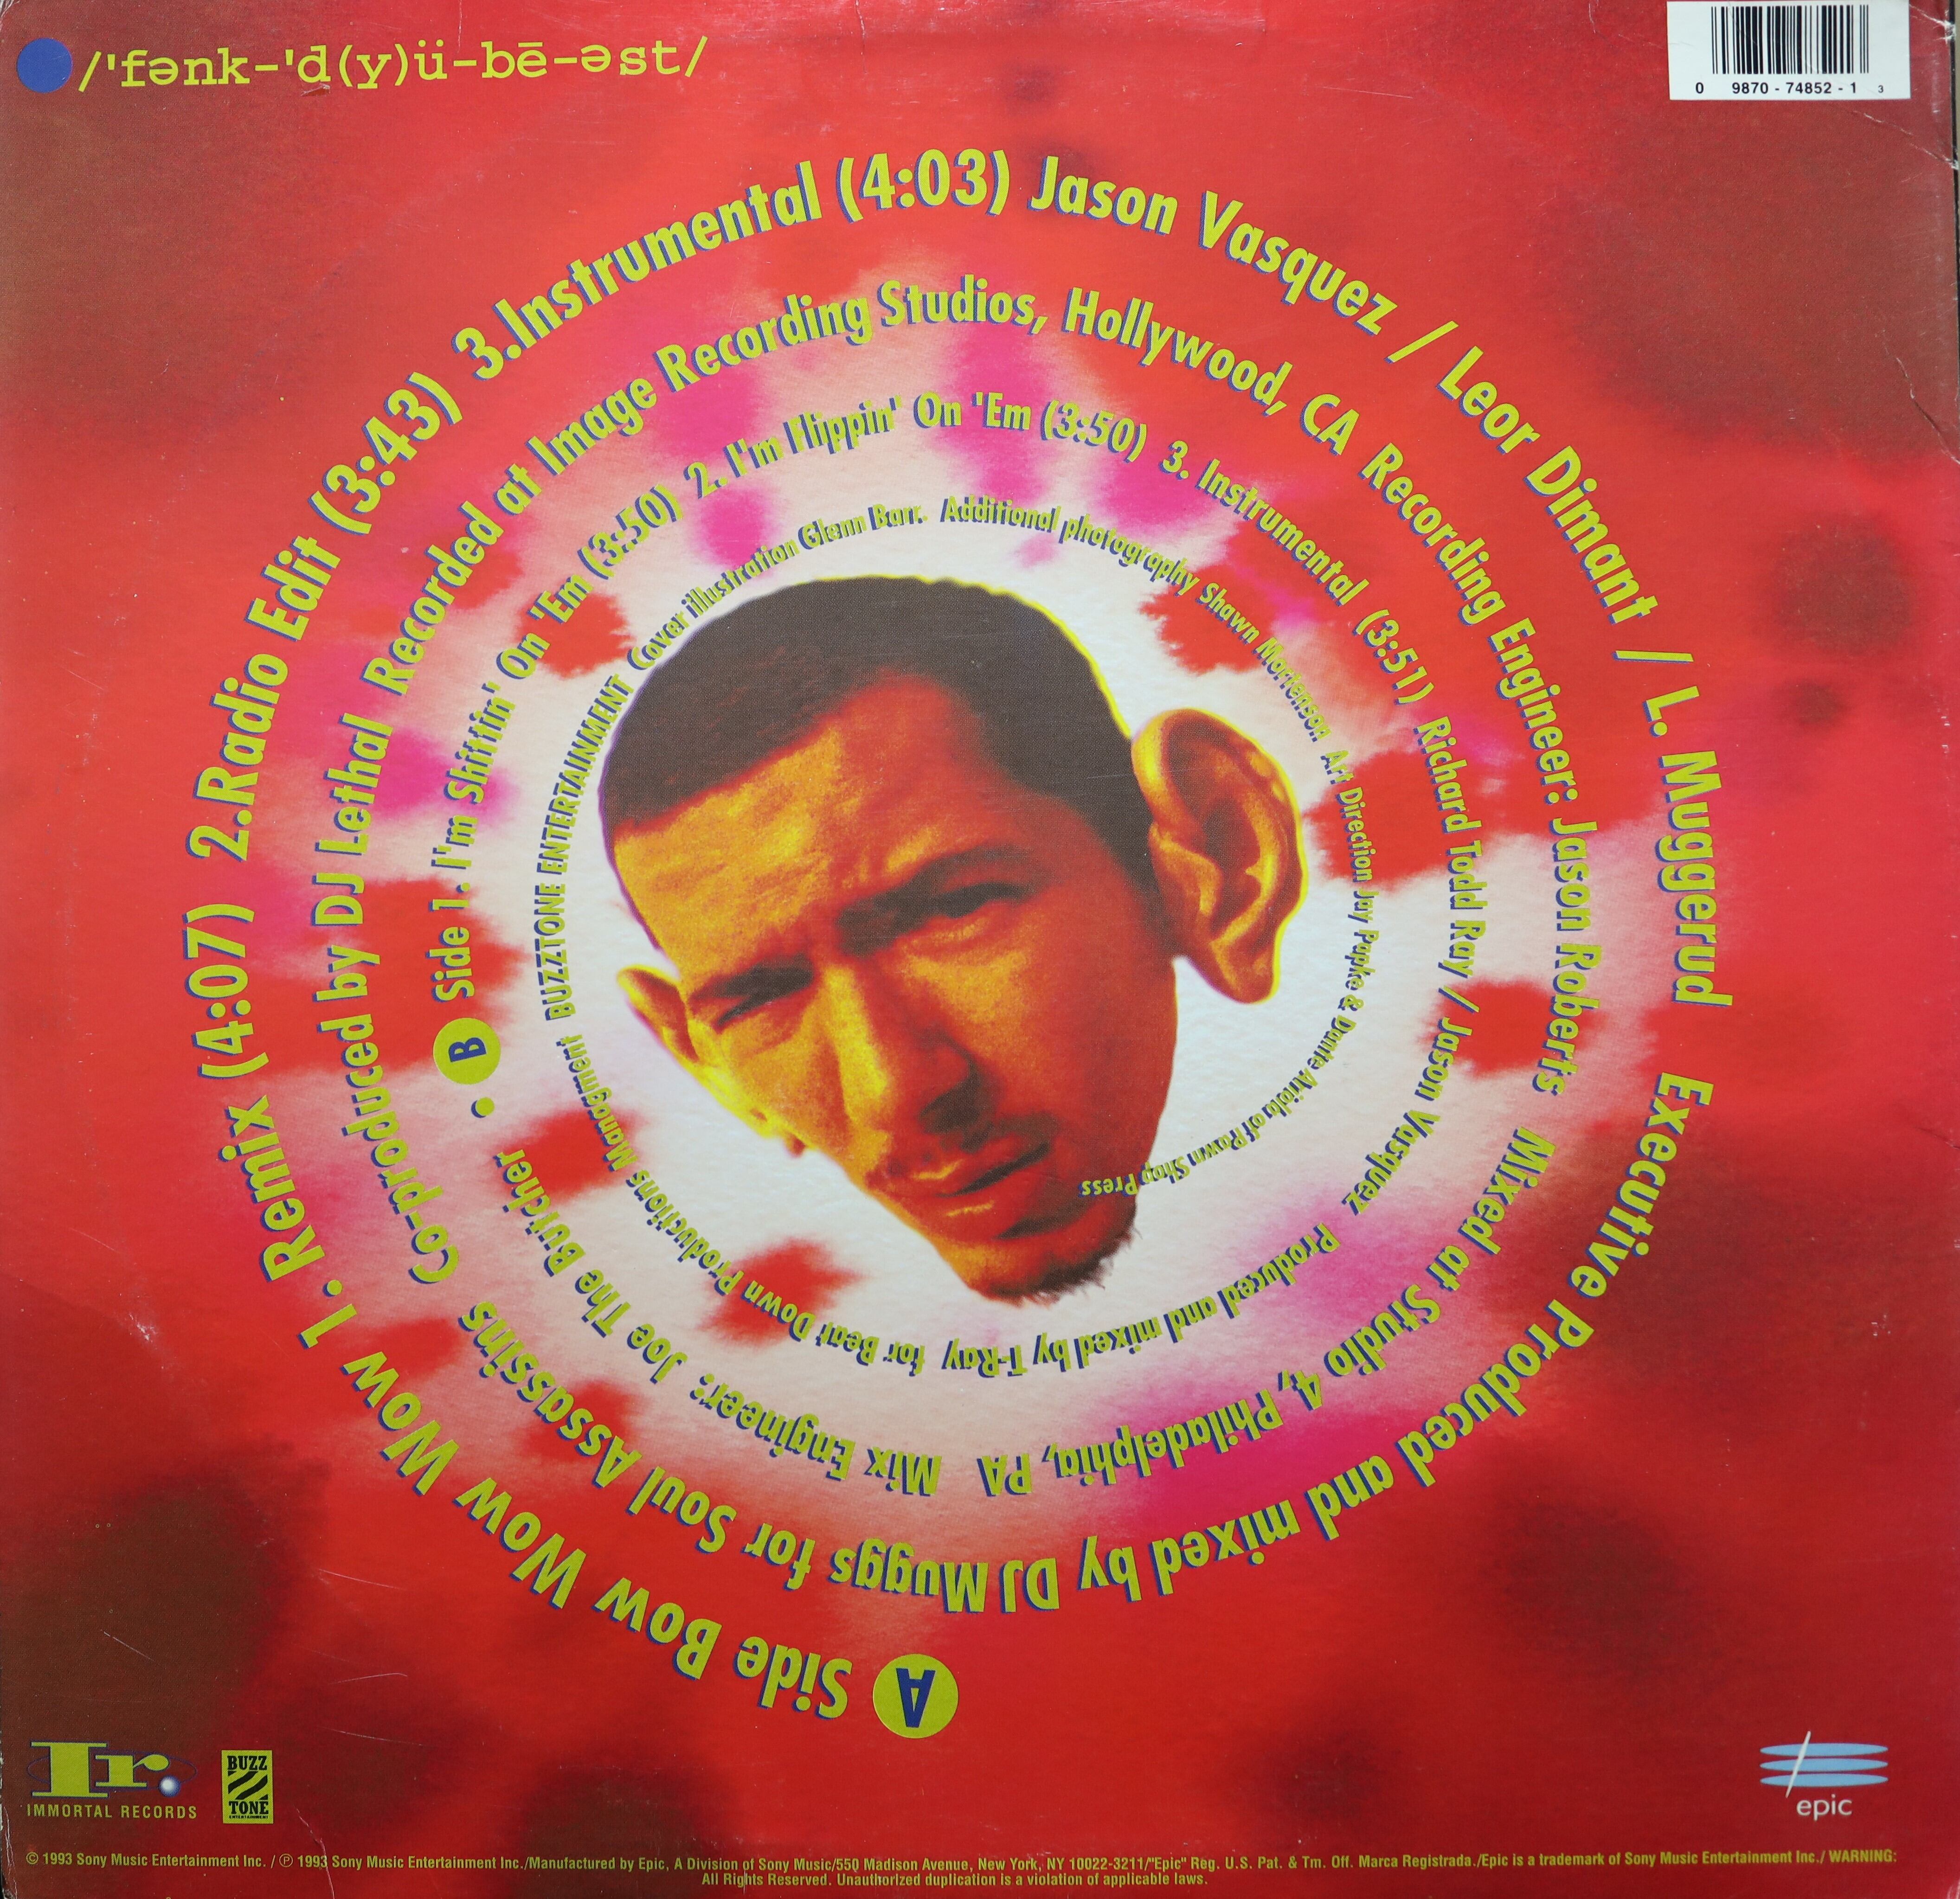 /'fənk-'d(y)ü-bē-əst/
0 9870 - 74852 - 1 3
A Side Bow Wow Wow 1. Remix (4:07) 2.Radio Edit (3:43) 3.Instrumental (4:03) Jason Vasquez / Leor Dimant / L. Muggerud Executive Produced and mixed by DJ Muggs for Soul Assassins Co-produced by DJ Lethal Recorded at Image Recording Studios, Hollywood, CA Recording Engineer: Jason Roberts Mixed at Studio 4, Philadelphia, PA Mix Engineer: Joe The Butcher •
B Side 1. I'm Shittin' On 'Em (3:50) 2. I'm Flippin' On 'Em (3:50) 3. Instrumental (3:51) Richard Todd Ray / Jason Vasquez Produced and mixed by T-Ray for Beat Down Productions Management BUZZTONE ENTERTAINMENT Cover illustration Glenn Barr. Additional photography Shawn Mortenson Art Direction Jay Papke & Dante Ariola of Pawn Shop Press
Ir.
IMMORTAL RECORDS
BUZZ
TONE
ENTERTAINMENT
epic
© 1993 Sony Music Entertainment Inc. / ℗ 1993 Sony Music Entertainment Inc./Manufactured by Epic, A Division of Sony Music/550 Madison Avenue, New York, NY 10022-3211/"Epic" Reg. U.S. Pat. & Tm. Off. Marca Registrada./Epic is a trademark of Sony Music Entertainment Inc./ WARNING:
All Rights Reserved. Unauthorized duplication is a violation of applicable laws.